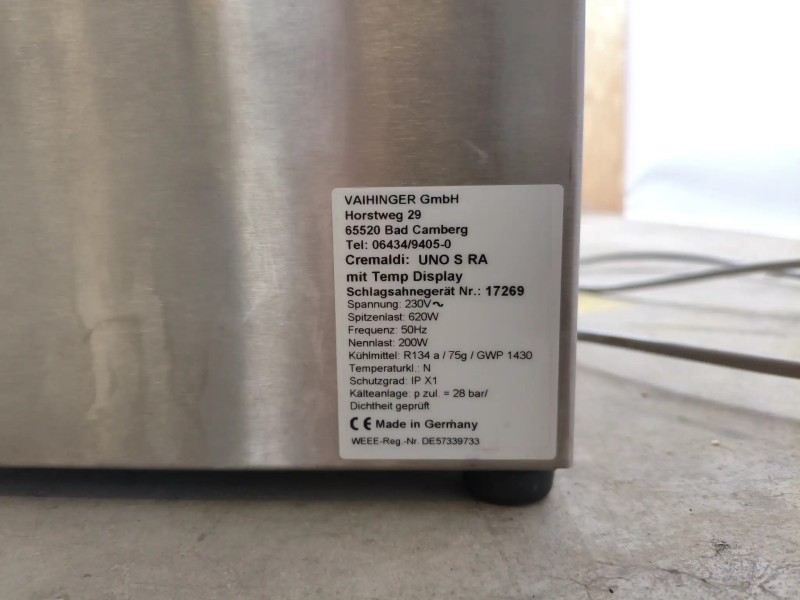 VAIHINGER GmbH
Horstweg 29
65520 Bad Camberg
Tel: 06434/9405-0
Cremaldi: UNO S RA
mit Temp Display
Schlagsahnegerät Nr.: 17269
Spannung: 230V~
Spitzenlast: 620W
Frequenz: 50Hz
Nennlast: 200W
Kühlmittel: R134 a / 75g / GWP 1430
Temperaturkl.: N
Schutzgrad: IP X1
Kälteanlage: p zul. = 28 bar/
Dichtheit geprüft
CE Made in Germany
WEEE-Reg.-Nr. DE57339733